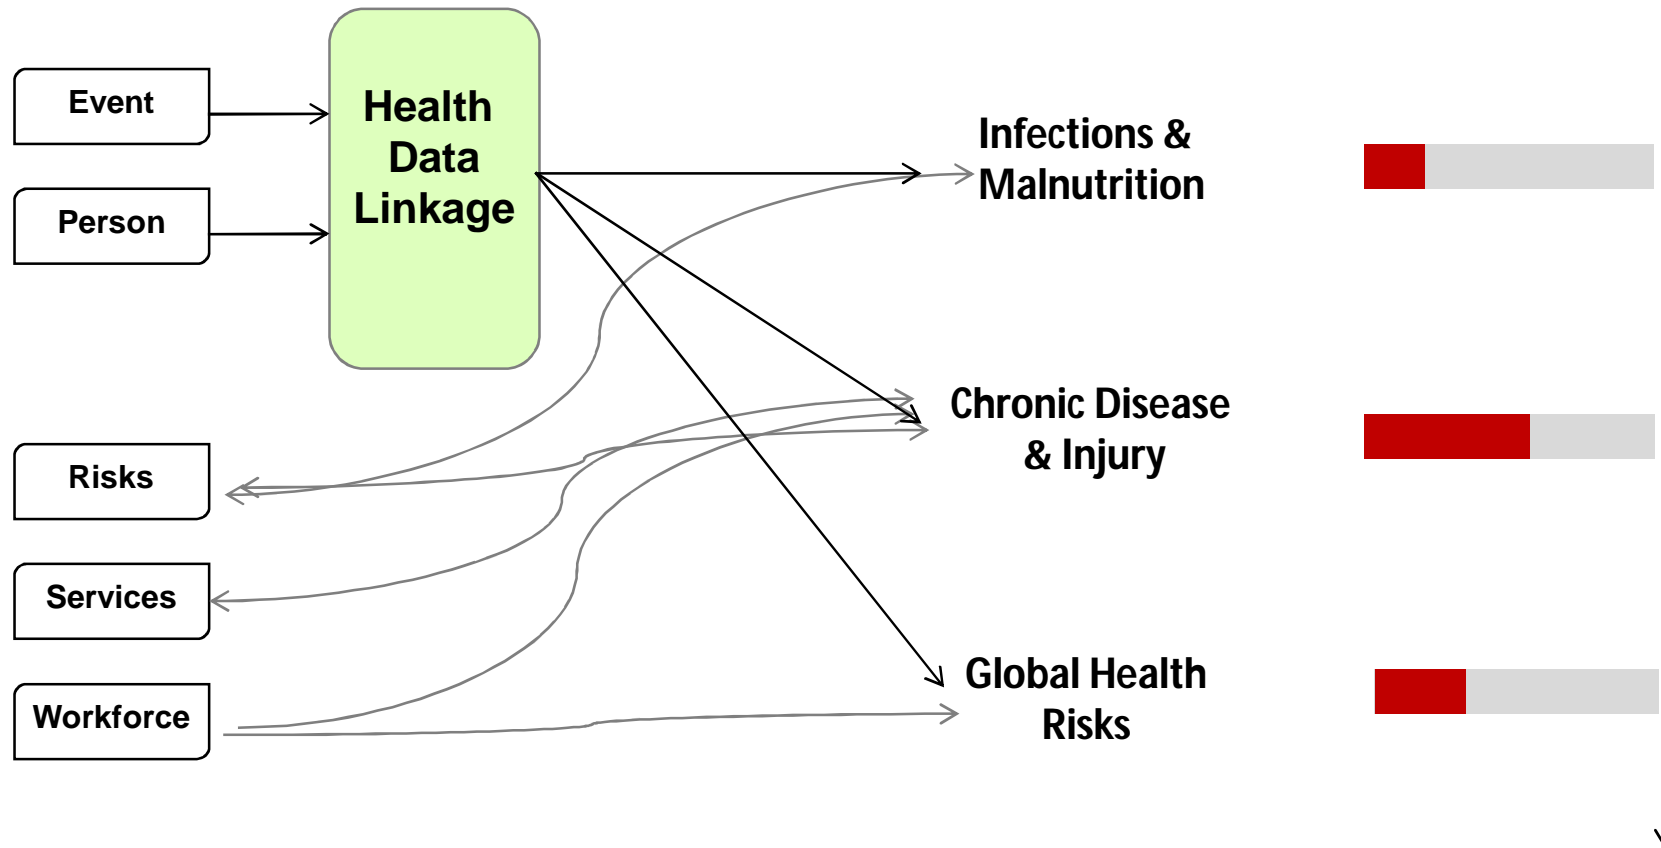 Event
Person
Health
Data
Linkage
Infections &
Malnutrition
Risks
Chronic Disease
& Injury
Services
Workforce
Global Health
Risks